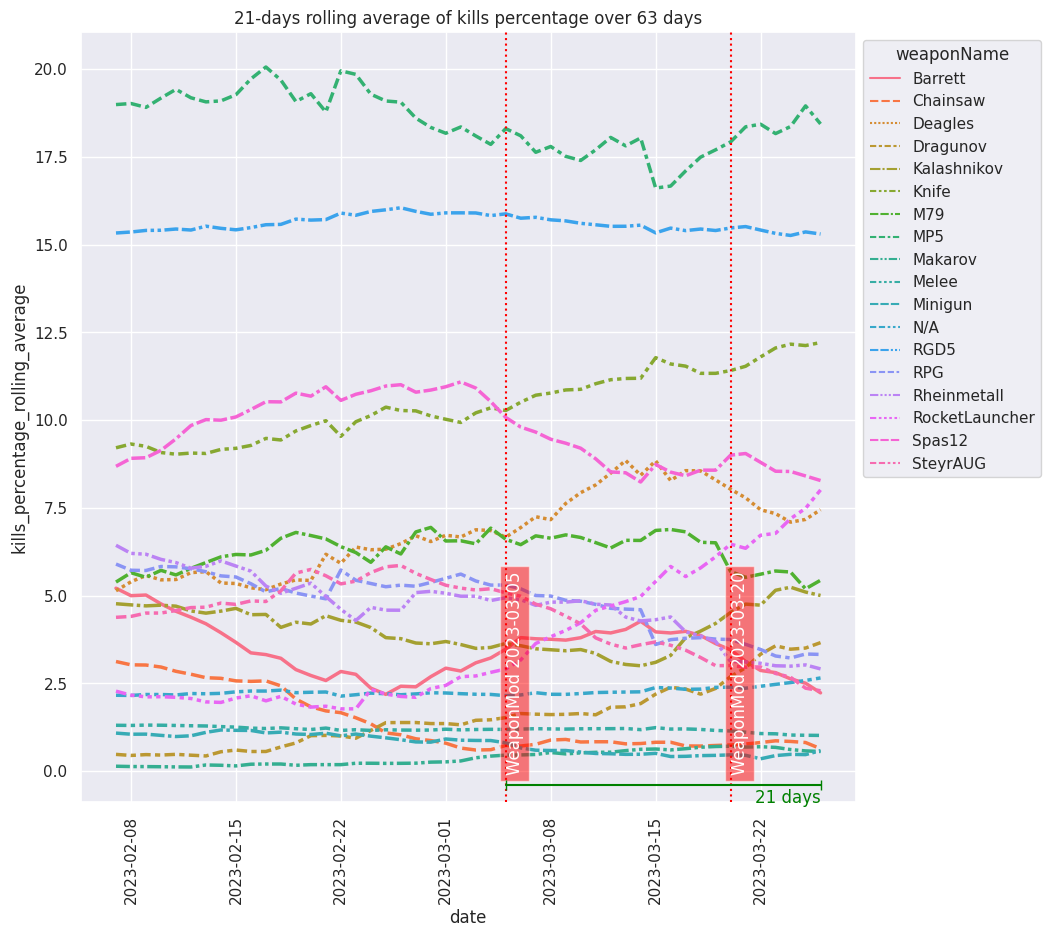 21-days rolling average of kills percentage over 63 days
kills_percentage_rolling_average
20.0
17.5
15.0
12.5
10.0
7.5
5.0
2.5
0.0
WeaponMod 2023-03-05
WeaponMod 2023-03-20
21 days
2023-02-08
2023-02-15
2023-02-22
2023-03-01
2023-03-08
2023-03-15
2023-03-22
date
weaponName
Barrett
Chainsaw
Deagles
Dragunov
Kalashnikov
Knife
M79
MP5
Makarov
Melee
Minigun
N/A
RGD5
RPG
Rheinmetall
RocketLauncher
Spas12
SteyrAUG